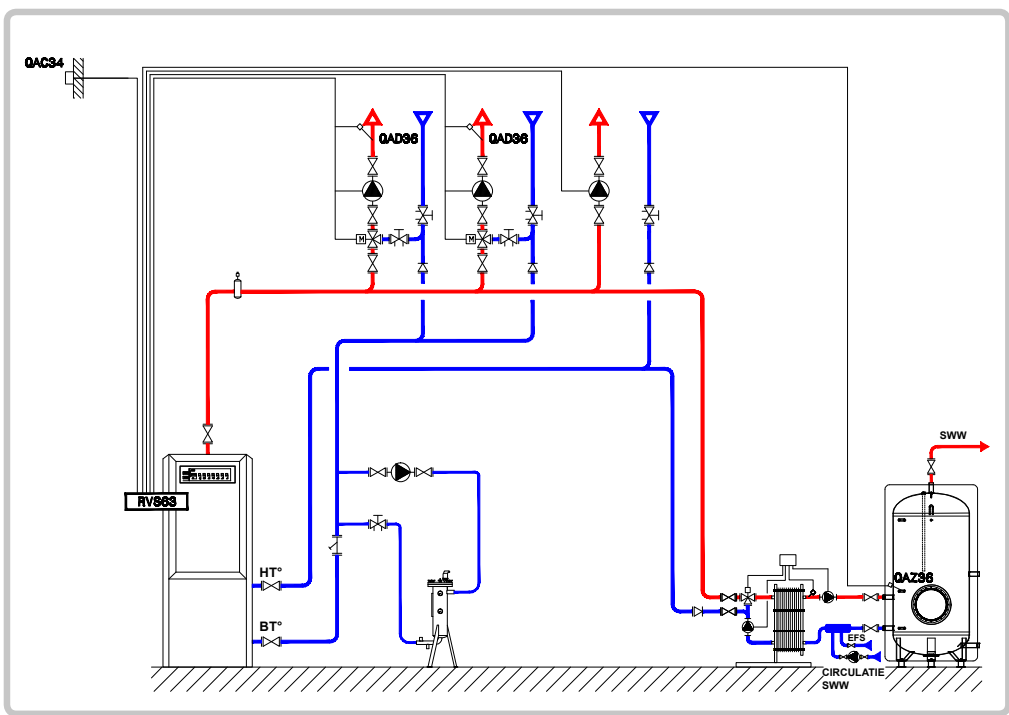 QAC34
QAD36
QAD36
M
M
SWW
RVS63
HT°
BT°
QAZ36
EFS
CIRCULATIE
SWW